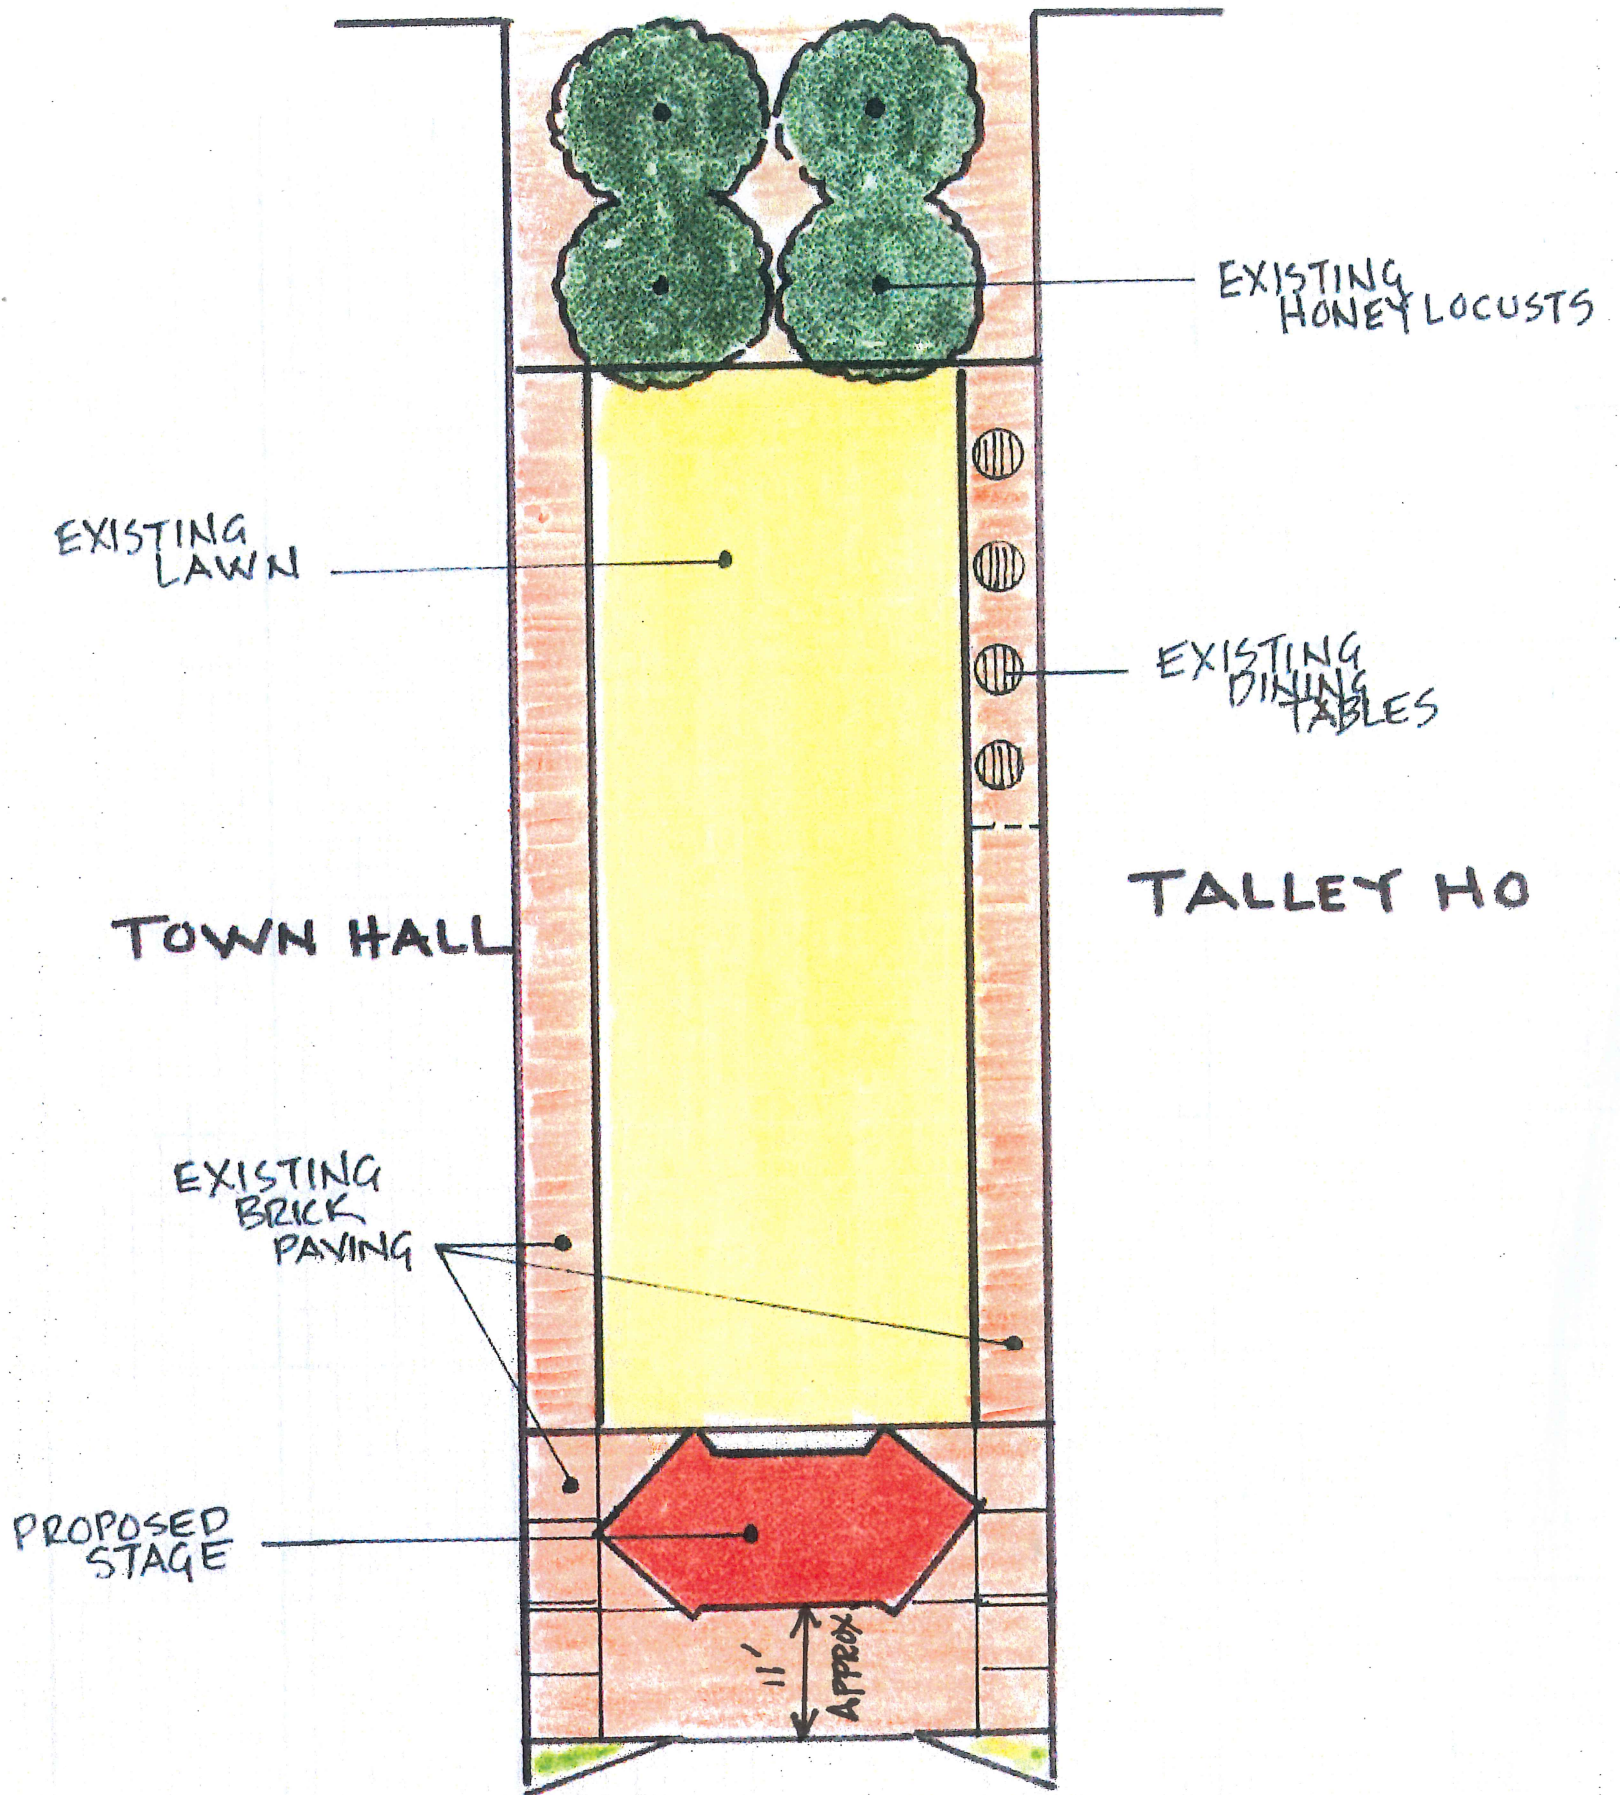 EXISTING
HONEY LOCUSTS
EXISTING
LAWN
EXISTING
DINING
TABLES
TALLEY HO
TOWN HALL
EXISTING
BRICK
PAVING
PROPOSED
STAGE
11'
APPROX